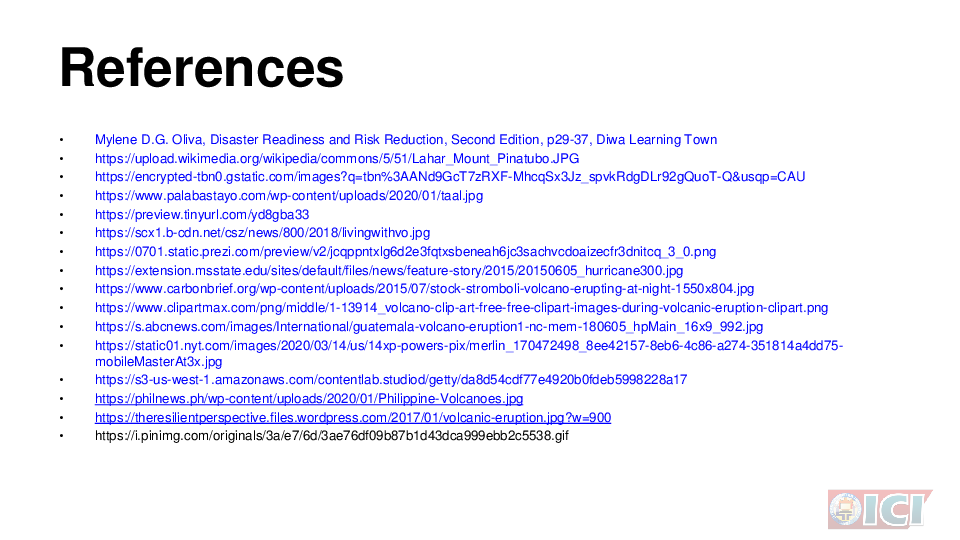 References
• Mylene D.G. Oliva, Disaster Readiness and Risk Reduction, Second Edition, p29-37, Diwa Learning Town
• https://upload.wikimedia.org/wikipedia/commons/5/51/Lahar_Mount_Pinatubo.JPG
• https://encrypted-tbn0.gstatic.com/images?q=tbn%3AANd9GcT7zRXF-MhcqSx3Jz_spvkRdgDLr92gQuoT-Q&usqp=CAU
• https://www.palabastayo.com/wp-content/uploads/2020/01/taal.jpg
• https://preview.tinyurl.com/yd8gba33
• https://scx1.b-cdn.net/csz/news/800/2018/livingwithvo.jpg
• https://0701.static.prezi.com/preview/v2/jcqppntxlg6d2e3fqtxsbeneah6jc3sachvcdoaizecfr3dnitcq_3_0.png
• https://extension.msstate.edu/sites/default/files/news/feature-story/2015/20150605_hurricane300.jpg
• https://www.carbonbrief.org/wp-content/uploads/2015/07/stock-stromboli-volcano-erupting-at-night-1550x804.jpg
• https://www.clipartmax.com/png/middle/1-13914_volcano-clip-art-free-free-clipart-images-during-volcanic-eruption-clipart.png
• https://s.abcnews.com/images/International/guatemala-volcano-eruption1-nc-mem-180605_hpMain_16x9_992.jpg
• https://static01.nyt.com/images/2020/03/14/us/14xp-powers-pix/merlin_170472498_8ee42157-8eb6-4c86-a274-351814a4dd75-
mobileMasterAt3x.jpg
• https://s3-us-west-1.amazonaws.com/contentlab.studiod/getty/da8d54cdf77e4920b0fdeb5998228a17
• https://philnews.ph/wp-content/uploads/2020/01/Philippine-Volcanoes.jpg
• https://theresilientperspective.files.wordpress.com/2017/01/volcanic-eruption.jpg?w=900
• https://i.pinimg.com/originals/3a/e7/6d/3ae76df09b87b1d43dca999ebb2c5538.gif
ICI